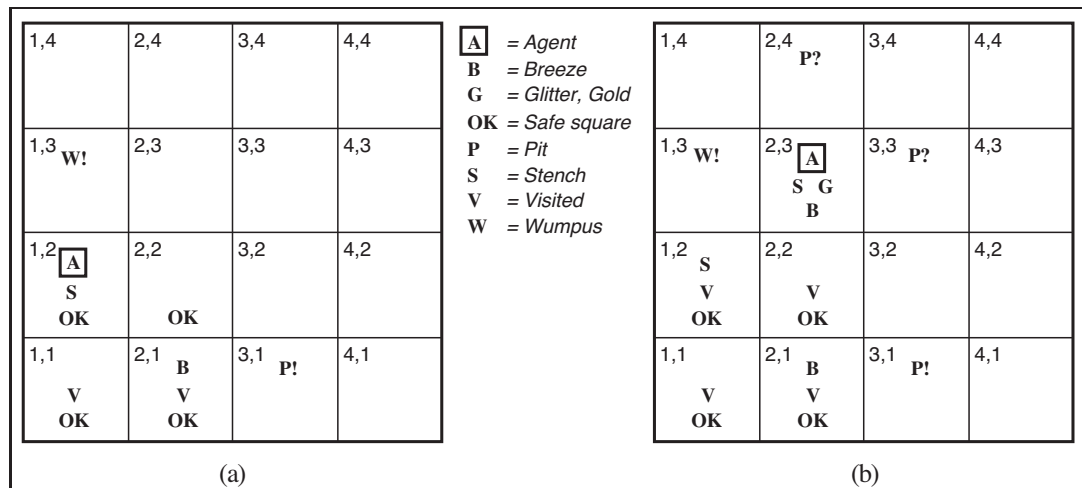 1,4 2,4 3,4 4,4
1,3 W! 2,3 3,3 4,3
1,2 2,2 3,2 4,2
A
S
OK OK
1,1 2,1 B 3,1 P! 4,1
V V
OK OK
(a)
A = Agent
B = Breeze
G = Glitter, Gold
OK = Safe square
P = Pit
S = Stench
V = Visited
W = Wumpus
1,4 2,4 P? 3,4 4,4
1,3 W! 2,3 A 3,3 P? 4,3
S G
B
1,2 S 2,2 3,2 4,2
V V
OK OK
1,1 2,1 B 3,1 P! 4,1
V V
OK OK
(b)